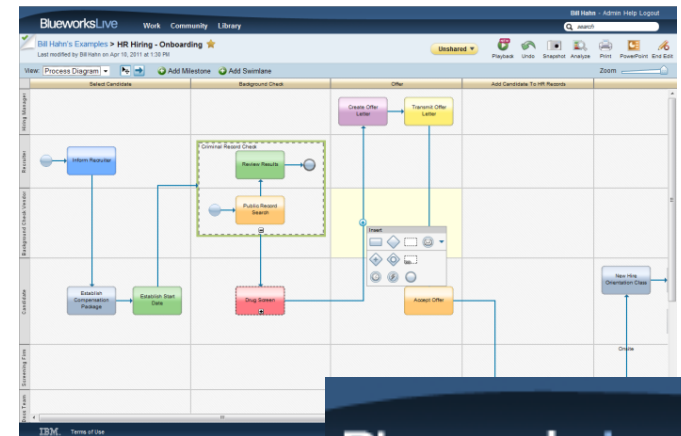 Bill Hahn - Admin Help Logout
BlueworksLive
Work Community Library
Search
Bill Hahn's Examples > HR Hiring - Onboarding
Last modified by Bill Hahn on Apr 18, 2011 at 1:30 PM
Unshared
Playback Undo Snapshot Analyze Print PowerPoint End Edit
View: Process Diagram
Add Milestone
Add Swimlane
Zoom
Select Candidate
Background Check
Offer
Add Candidate To HR Records
Hiring Manager
Create Offer
Letter
Transmit Offer
Letter
Recruiter
Inform Recruiter
Criminal Record Check
Review Results
Background Check Vendor
Public Record
Search
Insert
Candidate
Establish
Compensation
Package
Establish Start
Date
Drug Screen
Accept Offer
New Hire
Orientation Class
Screening Firm
Onsite
Team
IBM.
Terms of Use